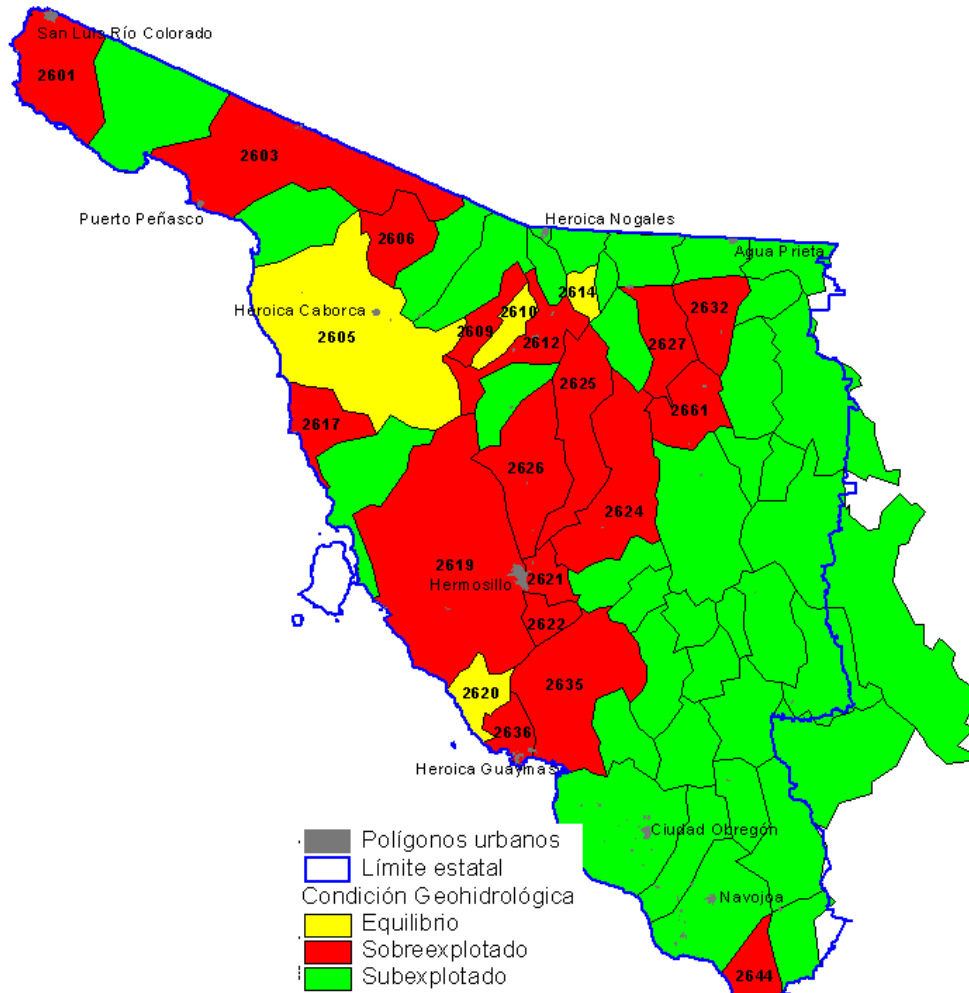 San Luis Río Colorado
2601
2603
Puerto Peñasco
2606
Heroica Nogales
Agua Prieta
2614
2632
Heroica Caborca
2610
2605
2609
2612
2627
2625
2661
2617
2626
2624
2619
2621
Hermosillo
2622
2635
2620
2636
Heroica Guaymas
Ciudad Obregón
Navojoa
2644
Polígonos urbanos
Límite estatal
Condición Geohidrológica
Equilibrio
Sobreexplotado
Subexplotado